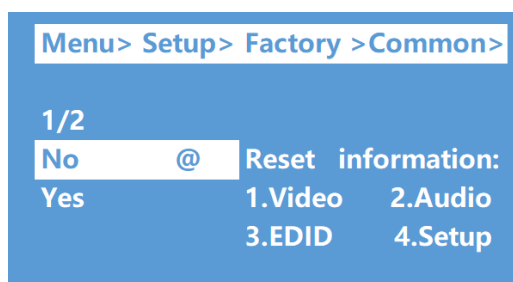 Menu> Setup> Factory >Common>
1/2
No @ Reset information:
Yes 1.Video 2.Audio
3.EDID 4.Setup